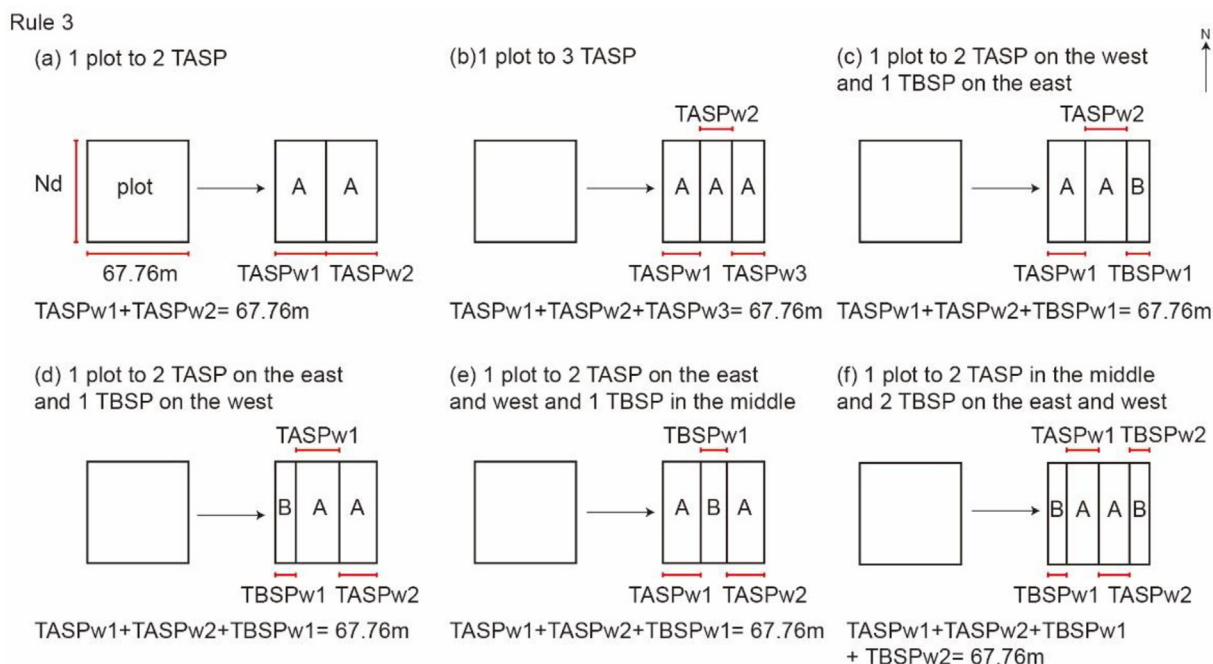 Rule 3
N
(a) 1 plot to 2 TASP
Nd
plot
67.76m
A A
TASPw1 TASPw2
TASPw1+TASPw2= 67.76m
(b)1 plot to 3 TASP
TASPw2
A A A
TASPw1 TASPw3
TASPw1+TASPw2+TASPw3= 67.76m
(c) 1 plot to 2 TASP on the west
and 1 TBSP on the east
TASPw2
A A B
TASPw1 TBSPw1
TASPw1+TASPw2+TBSPw1= 67.76m
(d) 1 plot to 2 TASP on the east
and 1 TBSP on the west
TASPw1
B A A
TBSPw1 TASPw2
TASPw1+TASPw2+TBSPw1= 67.76m
(e) 1 plot to 2 TASP on the east
and west and 1 TBSP in the middle
TBSPw1
A B A
TASPw1 TASPw2
TASPw1+TASPw2+TBSPw1= 67.76m
(f) 1 plot to 2 TASP in the middle
and 2 TBSP on the east and west
TASPw1 TBSPw2
B A A B
TBSPw1 TASPw2
TASPw1+TASPw2+TBSPw1
+ TBSPw2= 67.76m